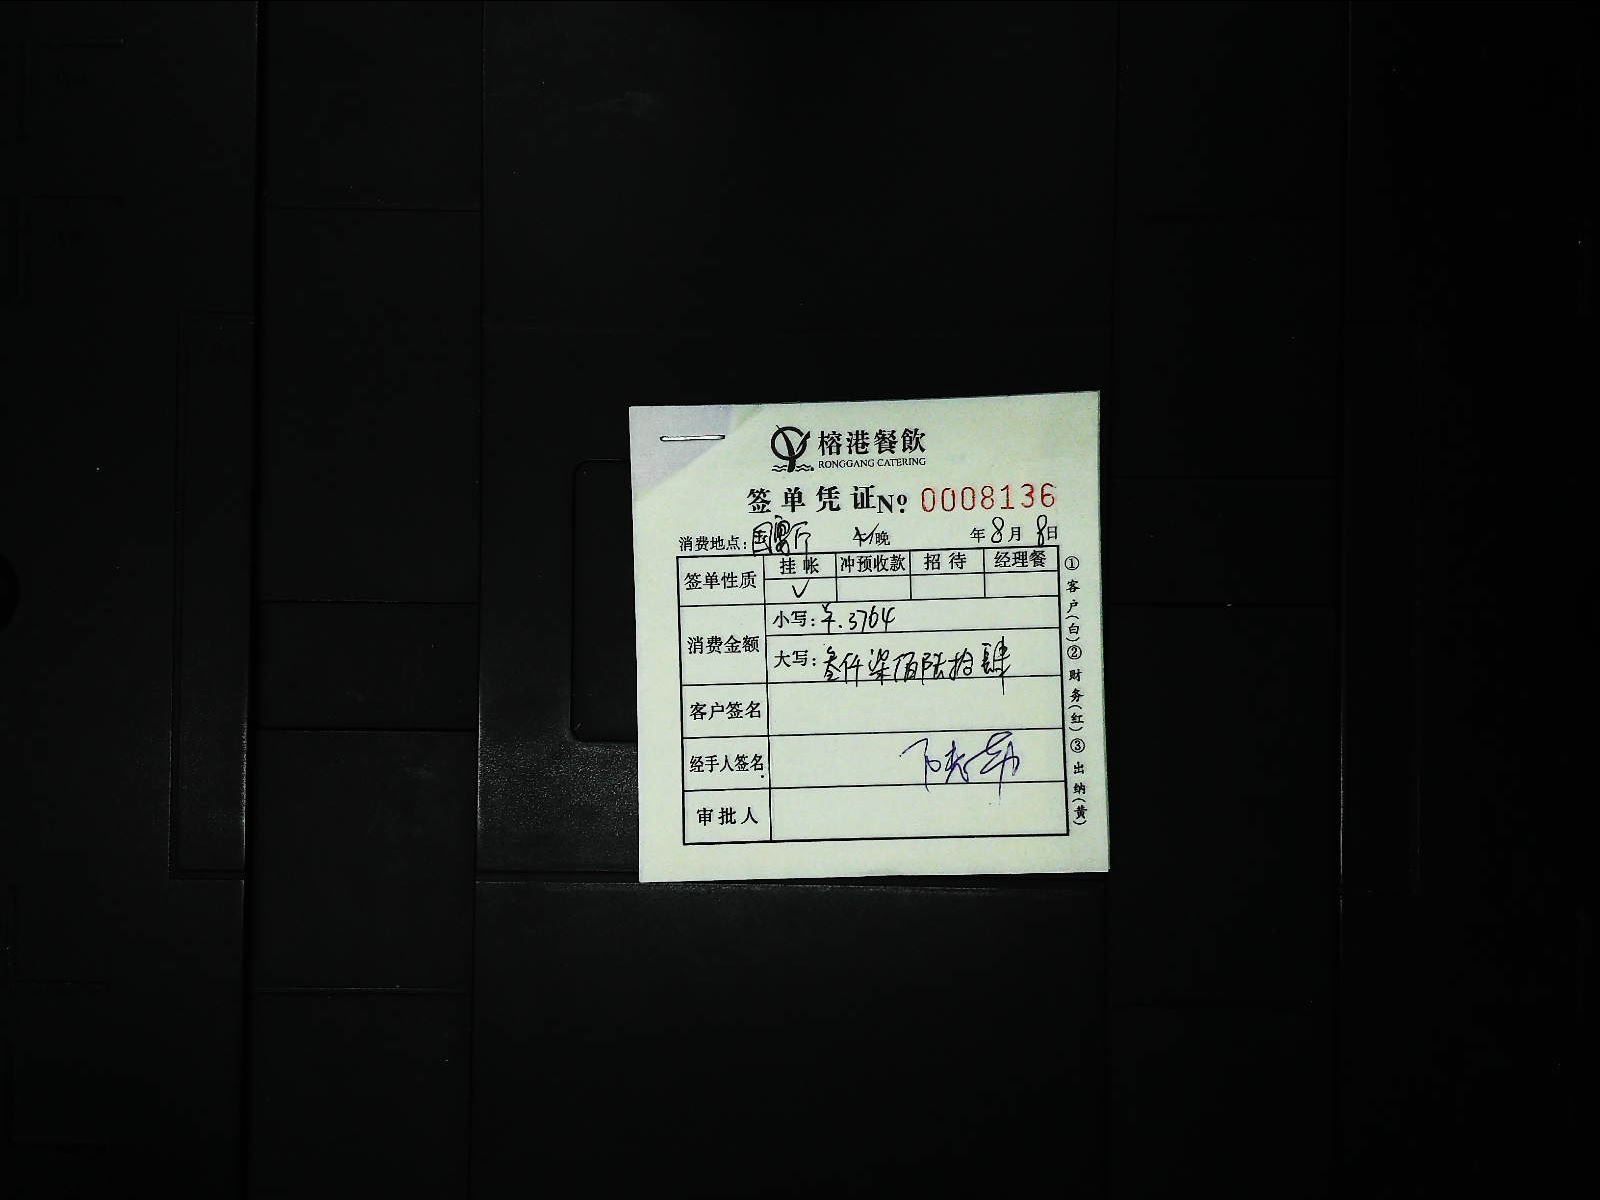 榕港餐飲
RONGGANG CATERING
签单凭证 № 0008136
消费地点: 国宴厅 午/晚 年 8月 8日
签单性质 挂帐 冲预收款 招待 经理餐
✓
消费金额 小写: ¥.3764
大写: 叁仟柒佰陆拾肆
客户签名
经手人签名
审批人
①客户(白)②财务(红)③出纳(黄)